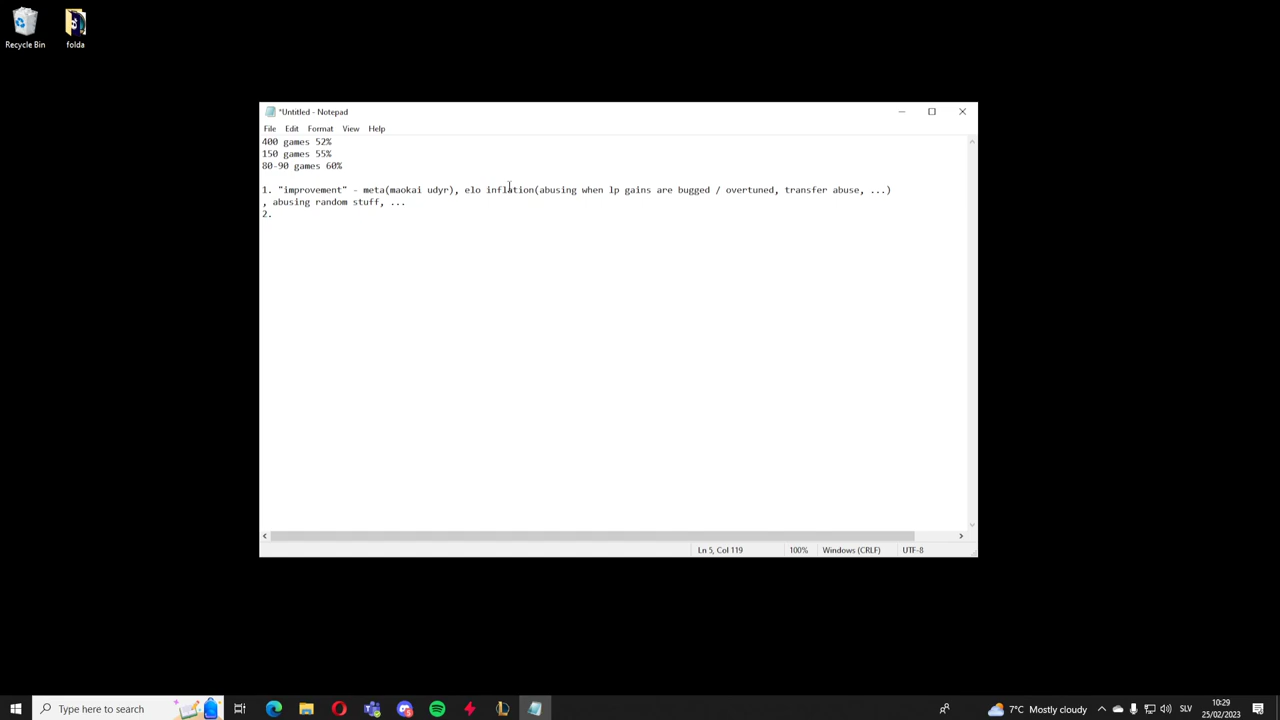 Recycle Bin
folda
*Untitled - Notepad
File Edit Format View Help
400 games 52%
150 games 55%
80-90 games 60%
1. "improvement" - meta(maokai udyr), elo inflation(abusing when lp gains are bugged / overtuned, transfer abuse, ...)
, abusing random stuff, ...
2.
Ln 5, Col 119
100%
Windows (CRLF)
UTF-8
Type here to search
7°C Mostly cloudy
SLV
10:29
25/02/2023